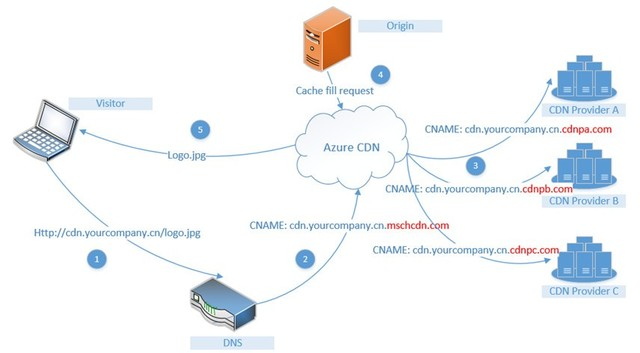 Origin
4
Cache fill request
Visitor
5
Logo.jpg
Azure CDN
CDN Provider A
CNAME: cdn.yourcompany.cn.cdnpa.com
3
CNAME: cdn.yourcompany.cn.cdnpb.com
CDN Provider B
Http://cdn.yourcompany.cn/logo.jpg
1
CNAME: cdn.yourcompany.cn.mschcdn.com
2
CNAME: cdn.yourcompany.cn.cdnpc.com
CDN Provider C
DNS